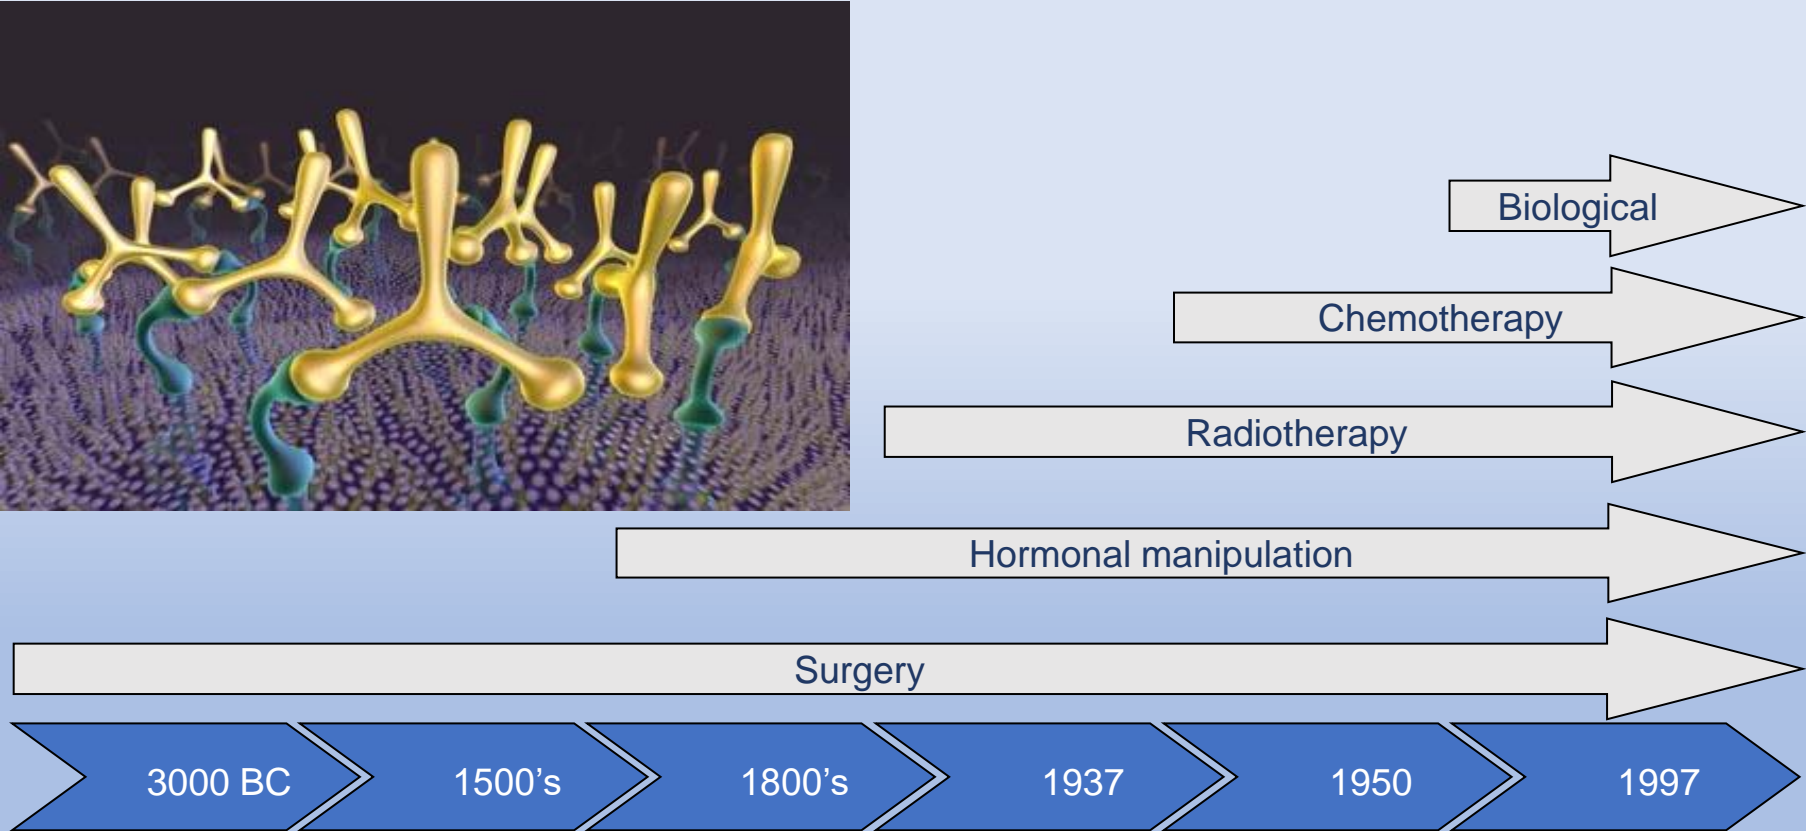 Biological
Chemotherapy
Radiotherapy
Hormonal manipulation
Surgery
3000 BC
1500’s
1800’s
1937
1950
1997